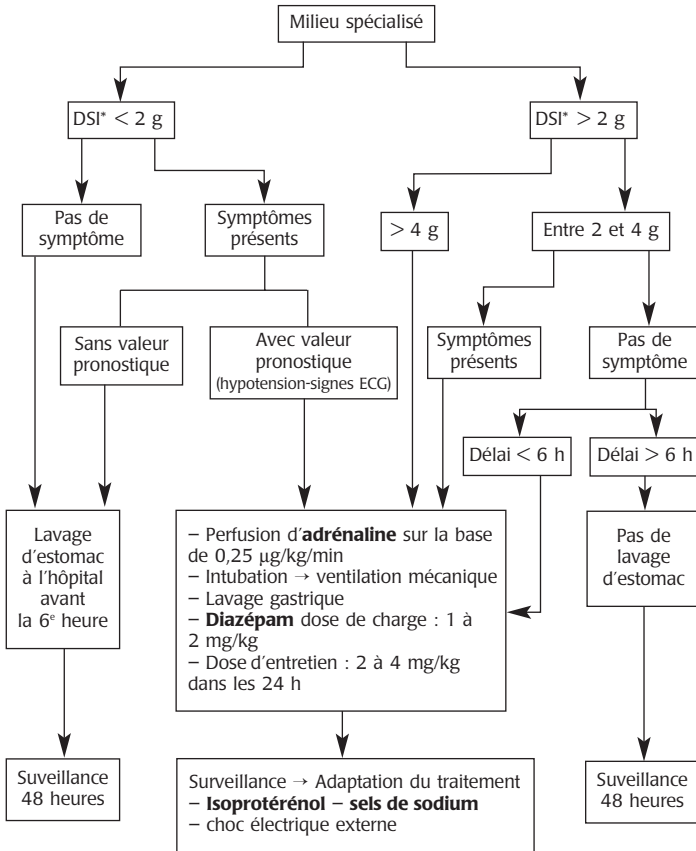 Milieu spécialisé
DSI* < 2 g
DSI* > 2 g
Pas de
symptôme
Symptômes
présents
> 4 g
Entre 2 et 4 g
Sans valeur
pronostique
Avec valeur
pronostique
(hypotension-signes ECG)
Symptômes
présents
Pas de
symptôme
Délai < 6 h
Délai > 6 h
Lavage
d'estomac
à l'hôpital
avant
la 6e heure
– Perfusion d'adrénaline sur la base
de 0,25 µg/kg/min
– Intubation → ventilation mécanique
– Lavage gastrique
– Diazépam dose de charge : 1 à
2 mg/kg
– Dose d'entretien : 2 à 4 mg/kg
dans les 24 h
Pas de
lavage
d'estomac
Suveillance
48 heures
Surveillance → Adaptation du traitement
– Isoprotérénol – sels de sodium
– choc électrique externe
Suveillance
48 heures